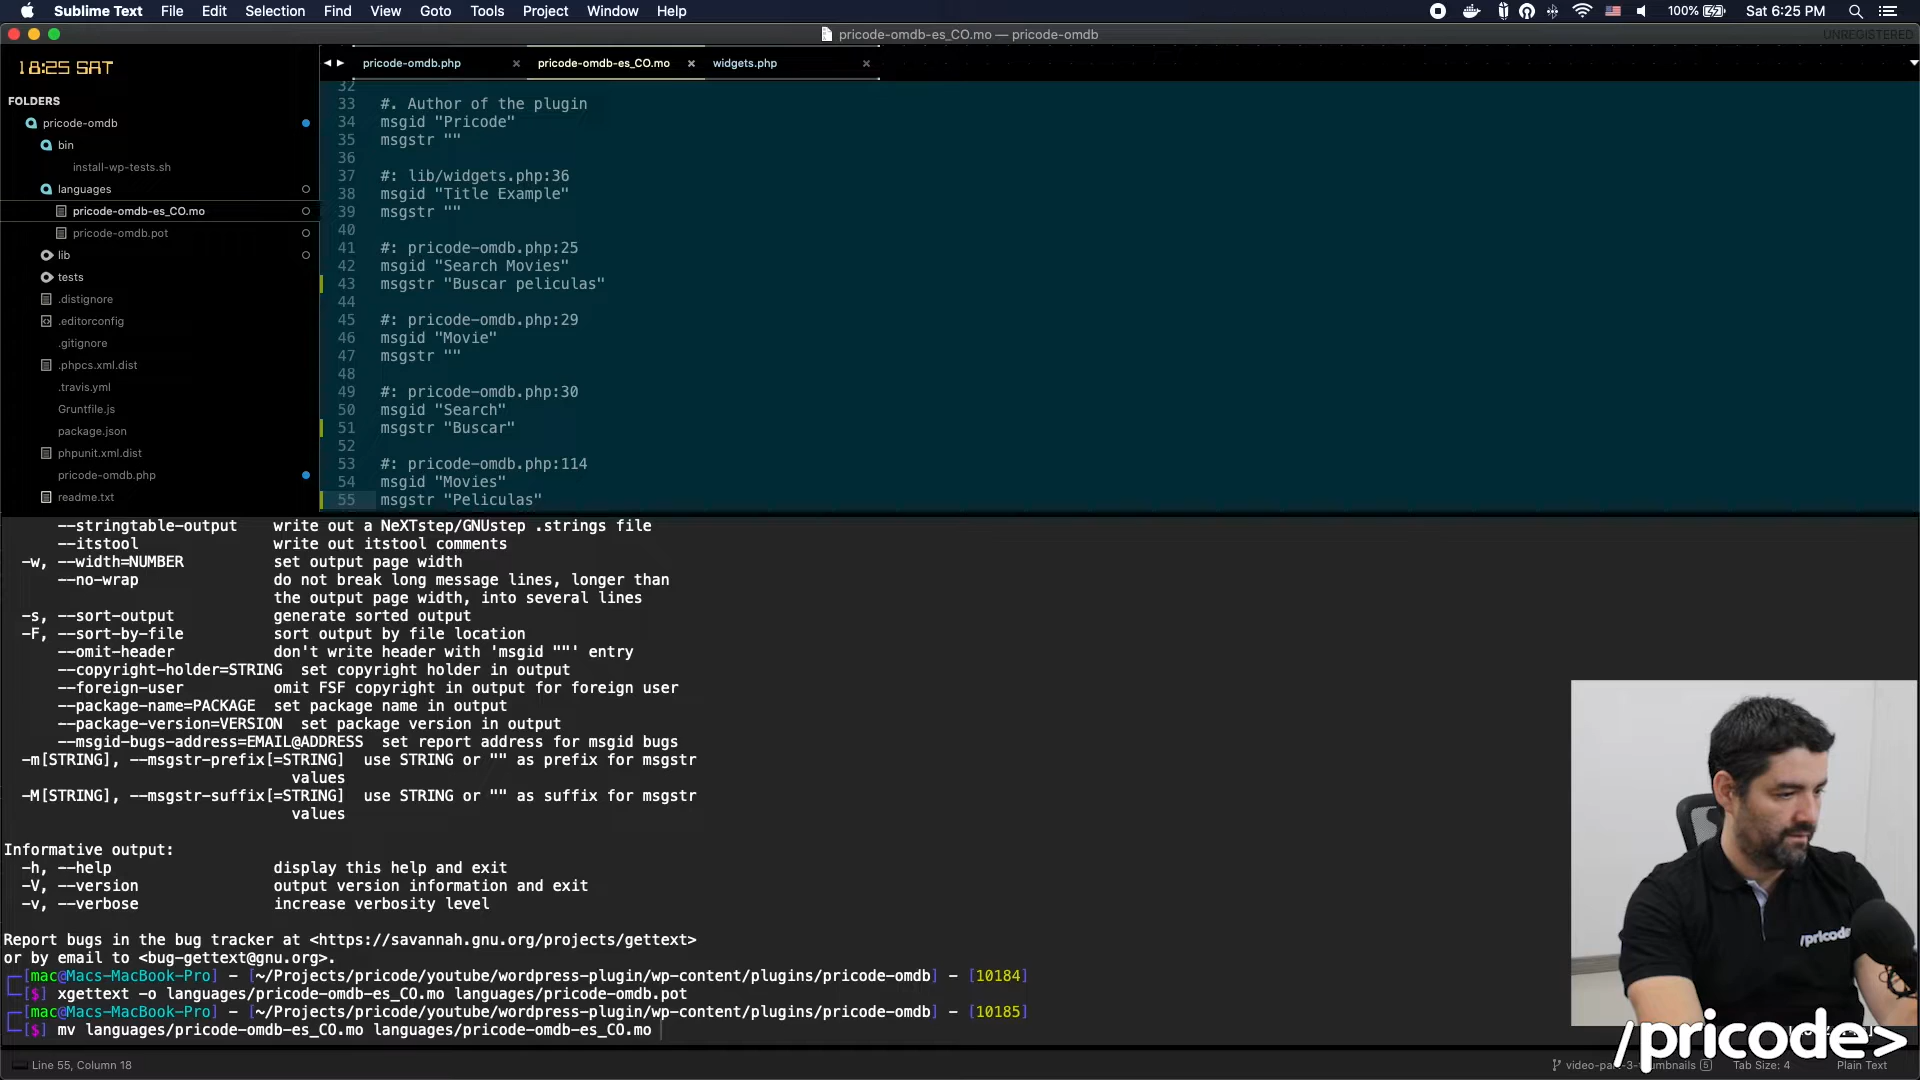 Sublime Text File Edit Selection Find View Goto Tools Project Window Help 100% Sat 6:25 PM
pricode-omdb-es_CO.mo — pricode-omdb UNREGISTERED
18:25 SAT
FOLDERS
pricode-omdb
bin
install-wp-tests.sh
languages
pricode-omdb-es_CO.mo
pricode-omdb.pot
lib
tests
.distignore
.editorconfig
.gitignore
.phpcs.xml.dist
.travis.yml
Gruntfile.js
package.json
phpunit.xml.dist
pricode-omdb.php
readme.txt
pricode-omdb.php × pricode-omdb-es_CO.mo × widgets.php ×
32
33 #. Author of the plugin
34 msgid "Pricode"
35 msgstr ""
36
37 #: lib/widgets.php:36
38 msgid "Title Example"
39 msgstr ""
40
41 #: pricode-omdb.php:25
42 msgid "Search Movies"
43 msgstr "Buscar peliculas"
44
45 #: pricode-omdb.php:29
46 msgid "Movie"
47 msgstr ""
48
49 #: pricode-omdb.php:30
50 msgid "Search"
51 msgstr "Buscar"
52
53 #: pricode-omdb.php:114
54 msgid "Movies"
55 msgstr "Peliculas"
--stringtable-output write out a NeXTstep/GNUstep .strings file
--itstool write out itstool comments
-w, --width=NUMBER set output page width
--no-wrap do not break long message lines, longer than
the output page width, into several lines
-s, --sort-output generate sorted output
-F, --sort-by-file sort output by file location
--omit-header don't write header with 'msgid ""' entry
--copyright-holder=STRING set copyright holder in output
--foreign-user omit FSF copyright in output for foreign user
--package-name=PACKAGE set package name in output
--package-version=VERSION set package version in output
--msgid-bugs-address=EMAIL@ADDRESS set report address for msgid bugs
-m[STRING], --msgstr-prefix[=STRING] use STRING or "" as prefix for msgstr
values
-M[STRING], --msgstr-suffix[=STRING] use STRING or "" as suffix for msgstr
values
Informative output:
-h, --help display this help and exit
-V, --version output version information and exit
-v, --verbose increase verbosity level
Report bugs in the bug tracker at <https://savannah.gnu.org/projects/gettext>
or by email to <bug-gettext@gnu.org>.
[mac@Macs-MacBook-Pro] - [~/Projects/pricode/youtube/wordpress-plugin/wp-content/plugins/pricode-omdb] - [10184]
[$] xgettext -o languages/pricode-omdb-es_CO.mo languages/pricode-omdb.pot
[mac@Macs-MacBook-Pro] - [~/Projects/pricode/youtube/wordpress-plugin/wp-content/plugins/pricode-omdb] - [10185]
[$] mv languages/pricode-omdb-es_CO.mo languages/pricode-omdb-es_CO.mo
/pricode
/pricode>
Line 55, Column 18 5 Tab Size: 4 Plain Text